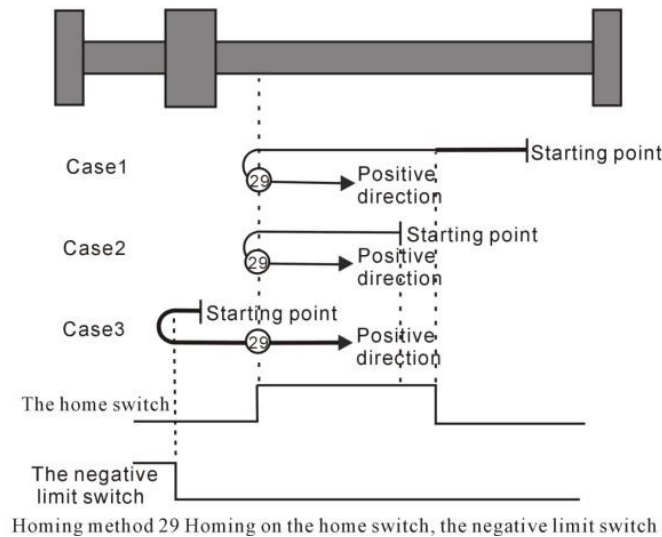 Case1
Starting point
29
Positive
direction
Case2
Starting point
29
Positive
direction
Case3
Starting point
29
Positive
direction
The home switch
The negative
limit switch
Homing method 29 Homing on the home switch, the negative limit switch